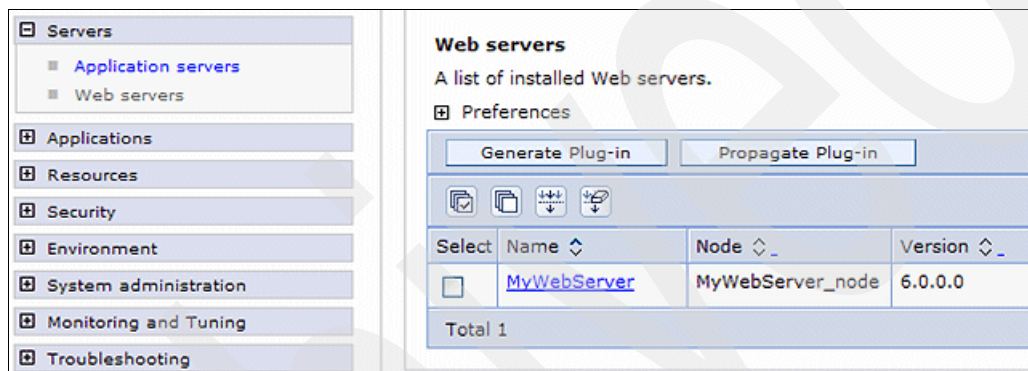 Servers
Application servers
Web servers
Applications
Resources
Security
Environment
System administration
Monitoring and Tuning
Troubleshooting
Web servers
A list of installed Web servers.
Preferences
Generate Plug-in Propagate Plug-in
Select Name Node Version
MyWebServer MyWebServer_node 6.0.0.0
Total 1